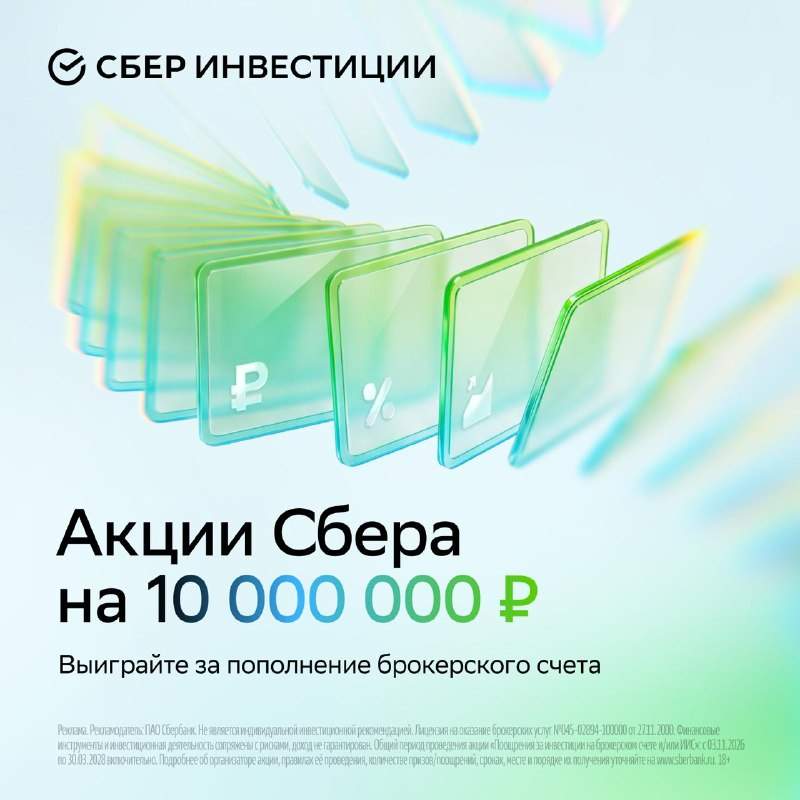 СБЕР ИНВЕСТИЦИИ
Акции Сбера
на 10 000 000 ₽
Выиграйте за пополнение брокерского счета
Реклама. Рекламодатель: ПАО Сбербанк. Не является индивидуальной инвестиционной рекомендацией. Лицензия на оказание брокерских услуг №045-02894-100000 от 27.11.2000. Финансовые
инструменты и инвестиционная деятельность сопряжены с рисками, доход не гарантирован. Общий период проведения акции «Поощрения за инвестиции на брокерском счете и/или ИИС»: с 03.11.2026
по 30.03.2028 включительно. Подробнее об организаторе акции, правилах её проведения, количестве призов/поощрений, сроках, месте и порядке их получения уточняйте на www.sberbank.ru. 18+